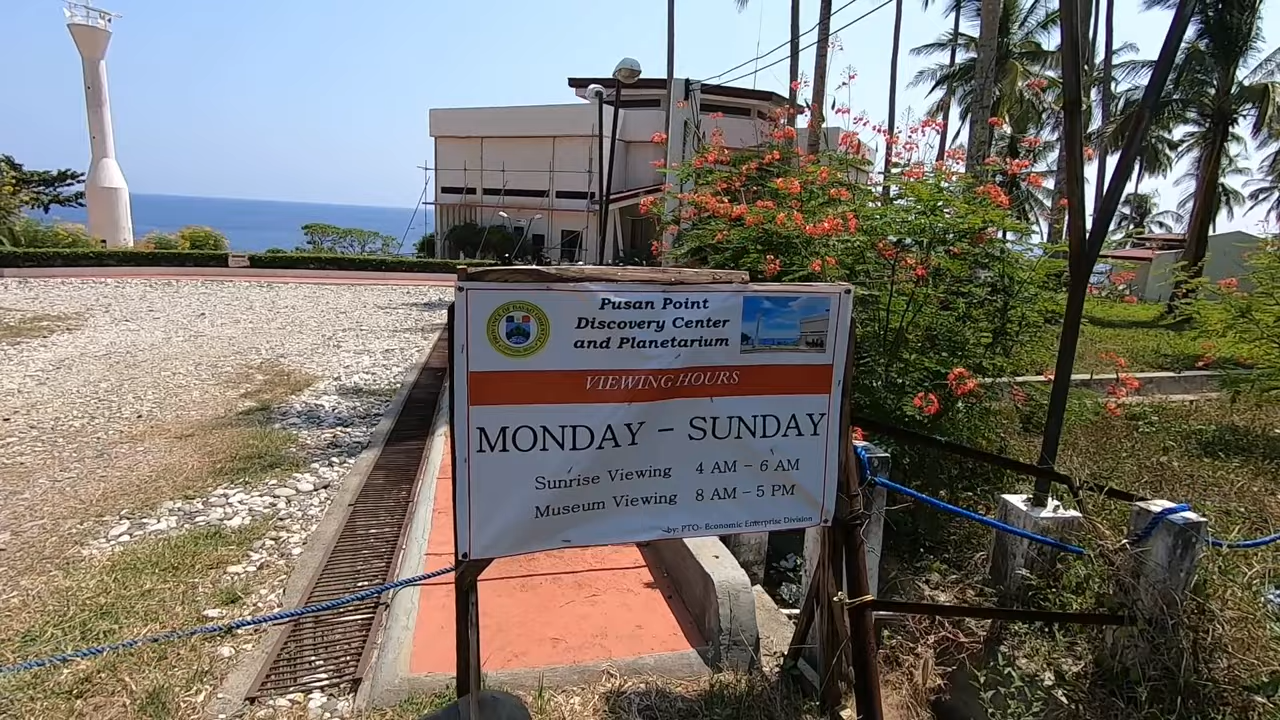 Pusan Point
Discovery Center
and Planetarium
VIEWING HOURS
MONDAY - SUNDAY
Sunrise Viewing 4 AM - 6 AM
Museum Viewing 8 AM - 5 PM
by: PTO- Economic Enterprise Division